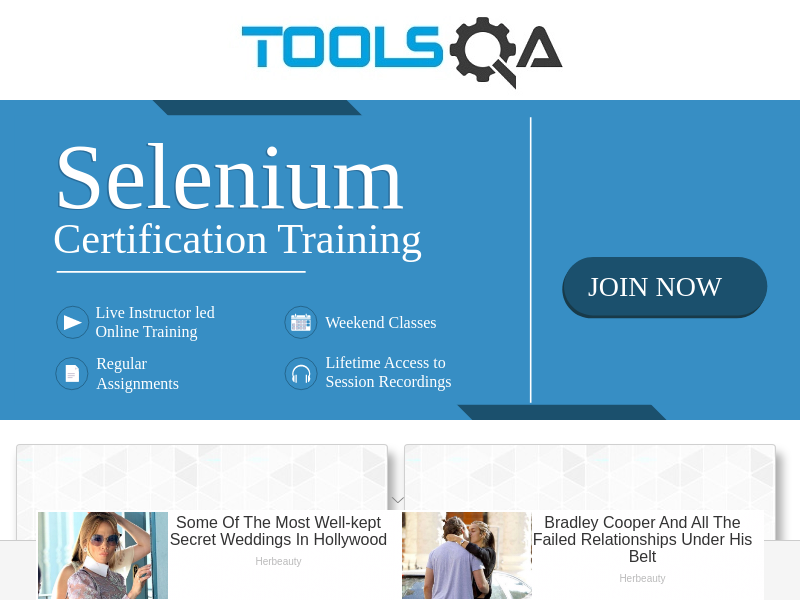 TOOLSQA
Selenium
Certification Training
Live Instructor led
Online Training
Weekend Classes
Regular
Assignments
Lifetime Access to
Session Recordings
JOIN NOW
Some Of The Most Well-kept
Secret Weddings In Hollywood
Herbeauty
Bradley Cooper And All The
Failed Relationships Under His
Belt
Herbeauty